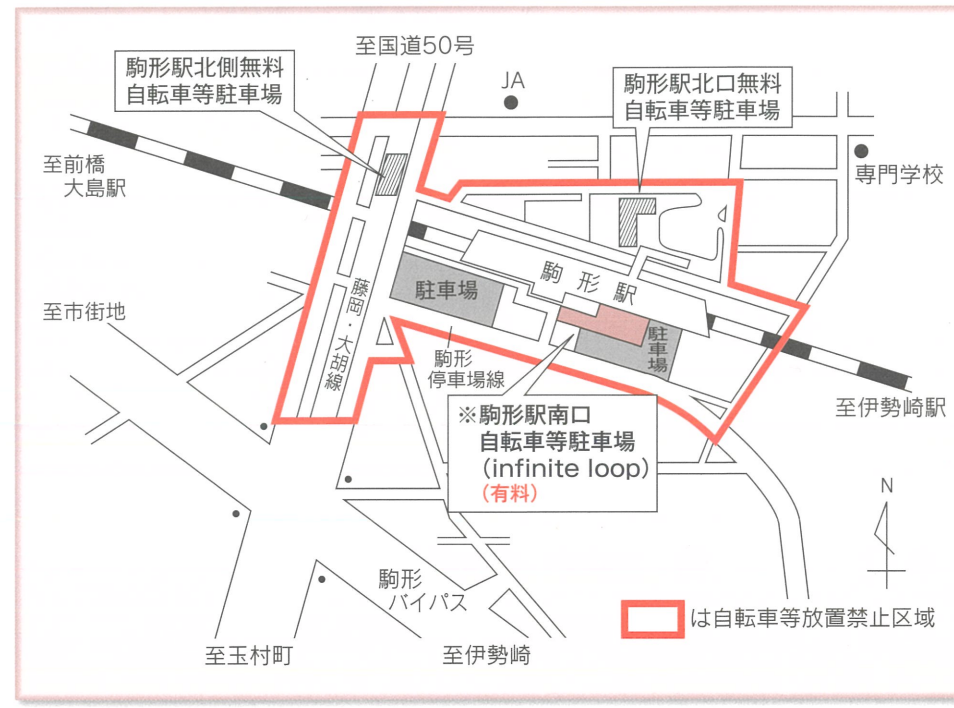 至国道50号
駒形駅北側無料
自転車等駐車場
JA
駒形駅北口無料
自転車等駐車場
至前橋
大島駅
専門学校
駒形駅
駐車場
藤岡・大胡線
至市街地
駐車場
駒形
停車場線
至伊勢崎駅
※駒形駅南口
自転車等駐車場
(infinite loop)
(有料)
N
駒形
バイパス
は自転車等放置禁止区域
至玉村町
至伊勢崎